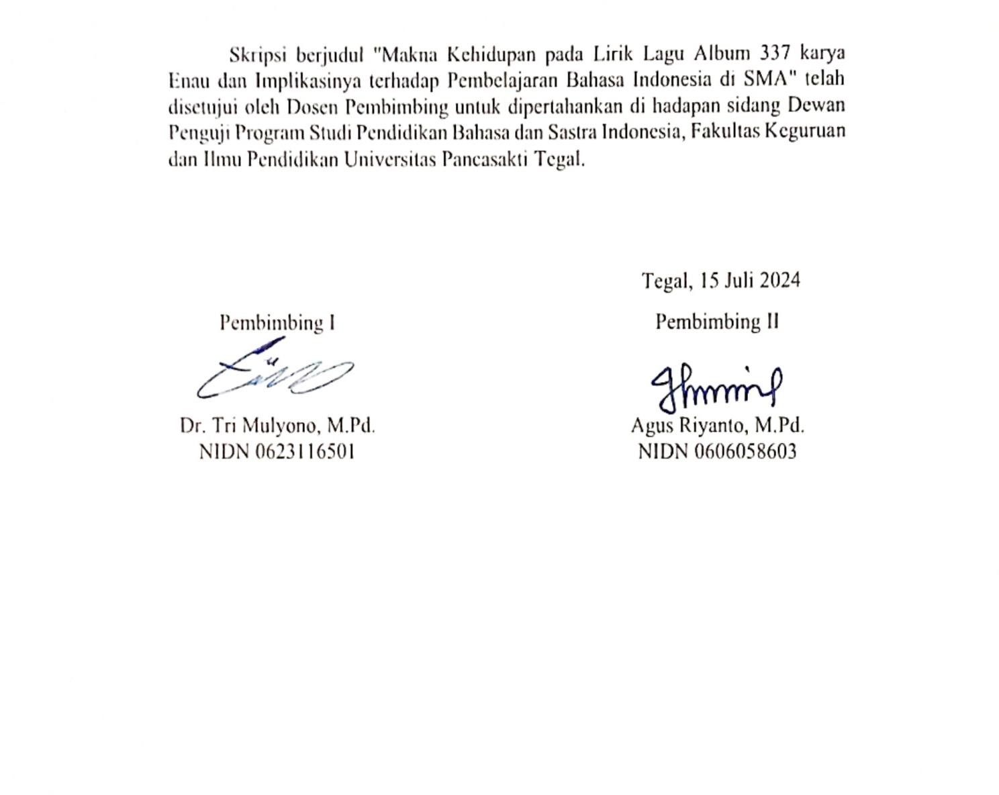 Skripsi berjudul "Makna Kehidupan pada Lirik Lagu Album 337 karya
Enau dan Implikasinya terhadap Pembelajaran Bahasa Indonesia di SMA" telah
disetujui oleh Dosen Pembimbing untuk dipertahankan di hadapan sidang Dewan
Penguji Program Studi Pendidikan Bahasa dan Sastra Indonesia, Fakultas Keguruan
dan Ilmu Pendidikan Universitas Pancasakti Tegal.
Tegal, 15 Juli 2024
Pembimbing I
Pembimbing II
Dr. Tri Mulyono, M.Pd.
Agus Riyanto, M.Pd.
NIDN 0623116501
NIDN 0606058603